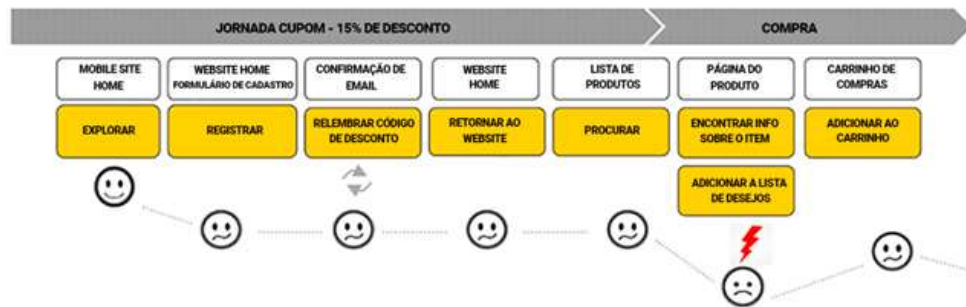 JORNADA CUPOM - 15% DE DESCONTO
COMPRA
MOBILE SITE
HOME
WEBSITE HOME
FORMULÁRIO DE CADASTRO
CONFIRMAÇÃO DE
EMAIL
WEBSITE
HOME
LISTA DE
PRODUTOS
PÁGINA DO
PRODUTO
CARRINHO DE
COMPRAS
EXPLORAR
REGISTRAR
RELEMBRAR CÓDIGO
DE DESCONTO
RETORNAR AO
WEBSITE
PROCURAR
ENCONTRAR INFO
SOBRE O ITEM
ADICIONAR AO
CARRINHO
ADICIONAR A LISTA
DE DESEJOS